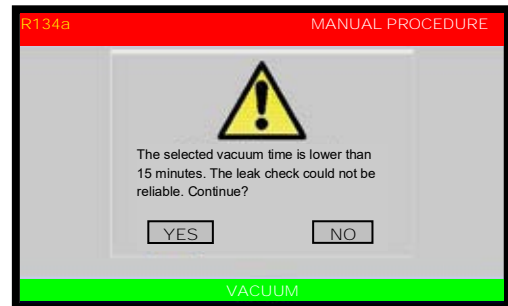 R134a MANUAL PROCEDURE
The selected vacuum time is lower than
15 minutes. The leak check could not be
reliable. Continue?
YES NO
VACUUM